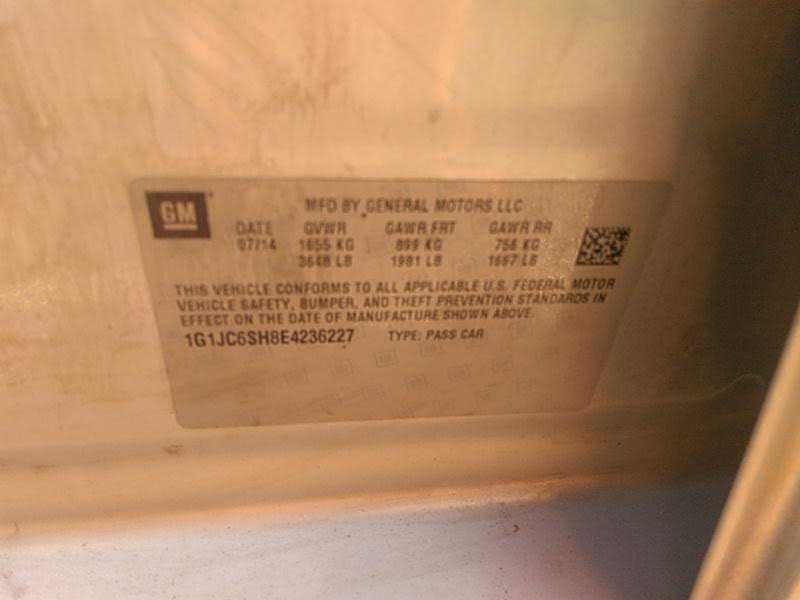 GM
MFD BY GENERAL MOTORS LLC
DATE GVWR GAWR FRT GAWR RR
07/14 1655 KG 899 KG 756 KG
3648 LB 1981 LB 1667 LB
THIS VEHICLE CONFORMS TO ALL APPLICABLE U.S. FEDERAL MOTOR
VEHICLE SAFETY, BUMPER, AND THEFT PREVENTION STANDARDS IN
EFFECT ON THE DATE OF MANUFACTURE SHOWN ABOVE.
1G1JC6SH8E4236227 TYPE: PASS CAR